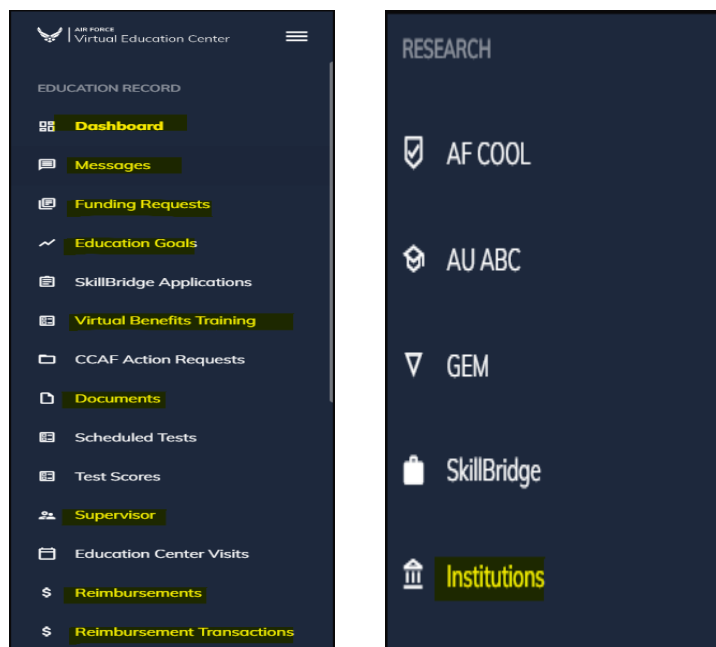 AIR FORCE
Virtual Education Center
EDUCATION RECORD
Dashboard
Messages
Funding Requests
Education Goals
SkillBridge Applications
Virtual Benefits Training
CCAF Action Requests
Documents
Scheduled Tests
Test Scores
Supervisor
Education Center Visits
$ Reimbursements
$ Reimbursement Transactions
RESEARCH
AF COOL
AU ABC
GEM
SkillBridge
Institutions